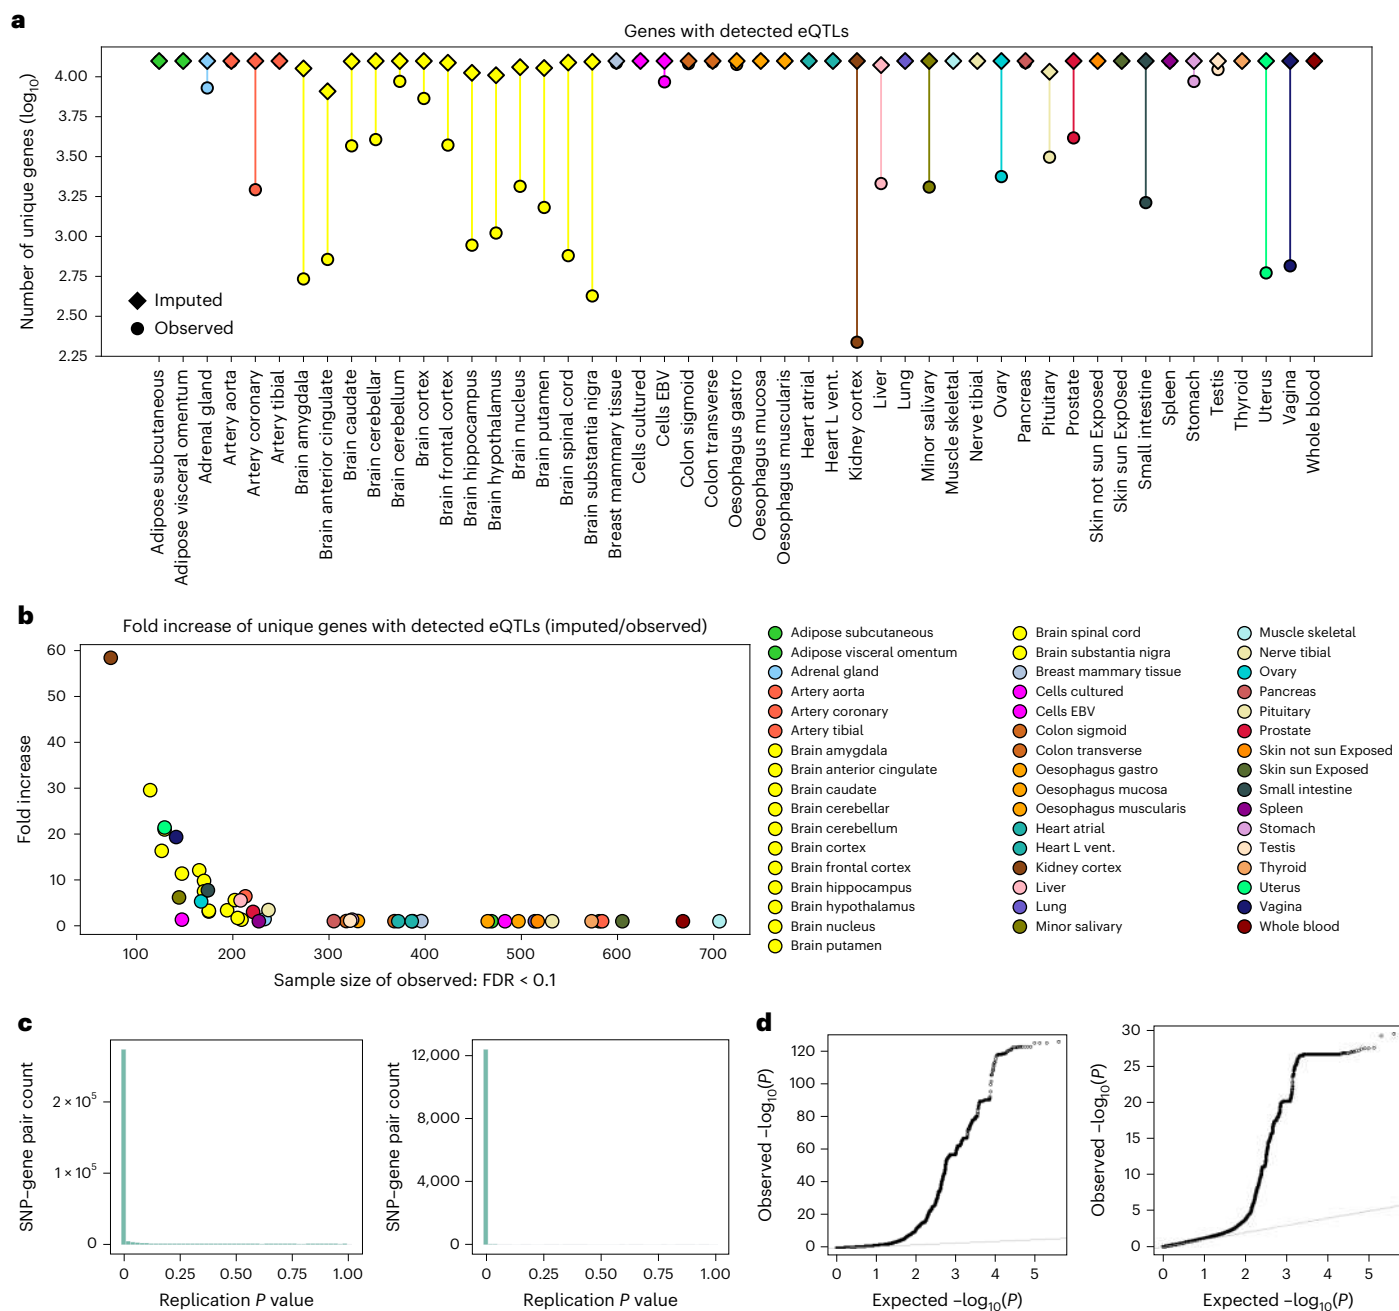 a
Genes with detected eQTLs
Number of unique genes (log10)
4.00
3.75
3.50
3.25
3.00
2.75
2.50
2.25
Imputed
Observed
Adipose subcutaneous
Adipose visceral omentum
Adrenal gland
Artery aorta
Artery coronary
Artery tibial
Brain amygdala
Brain anterior cingulate
Brain caudate
Brain cerebellar
Brain cerebellum
Brain cortex
Brain frontal cortex
Brain hippocampus
Brain hypothalamus
Brain nucleus
Brain putamen
Brain spinal cord
Brain substantia nigra
Breast mammary tissue
Cells cultured
Cells EBV
Colon sigmoid
Colon transverse
Oesophagus gastro
Oesophagus mucosa
Oesophagus muscularis
Heart atrial
Heart L vent.
Kidney cortex
Liver
Lung
Minor salivary
Muscle skeletal
Nerve tibial
Ovary
Pancreas
Pituitary
Prostate
Skin not sun Exposed
Skin sun ExpOsed
Small intestine
Spleen
Stomach
Testis
Thyroid
Uterus
Vagina
Whole blood
b
Fold increase of unique genes with detected eQTLs (imputed/observed)
Fold increase
60
50
40
30
20
10
0
100 200 300 400 500 600 700
Sample size of observed: FDR < 0.1
Adipose subcutaneous
Adipose visceral omentum
Adrenal gland
Artery aorta
Artery coronary
Artery tibial
Brain amygdala
Brain anterior cingulate
Brain caudate
Brain cerebellar
Brain cerebellum
Brain cortex
Brain frontal cortex
Brain hippocampus
Brain hypothalamus
Brain nucleus
Brain putamen
Brain spinal cord
Brain substantia nigra
Breast mammary tissue
Cells cultured
Cells EBV
Colon sigmoid
Colon transverse
Oesophagus gastro
Oesophagus mucosa
Oesophagus muscularis
Heart atrial
Heart L vent.
Kidney cortex
Liver
Lung
Minor salivary
Muscle skeletal
Nerve tibial
Ovary
Pancreas
Pituitary
Prostate
Skin not sun Exposed
Skin sun Exposed
Small intestine
Spleen
Stomach
Testis
Thyroid
Uterus
Vagina
Whole blood
c
SNP–gene pair count
2 × 10^5
1 × 10^5
0
0 0.25 0.50 0.75 1.00
Replication P value
SNP–gene pair count
12,000
8,000
4,000
0
0 0.25 0.50 0.75 1.00
Replication P value
d
Observed –log10(P)
120
100
80
60
40
20
0
0 1 2 3 4 5
Expected –log10(P)
Observed –log10(P)
30
25
20
15
10
5
0
0 1 2 3 4 5
Expected –log10(P)